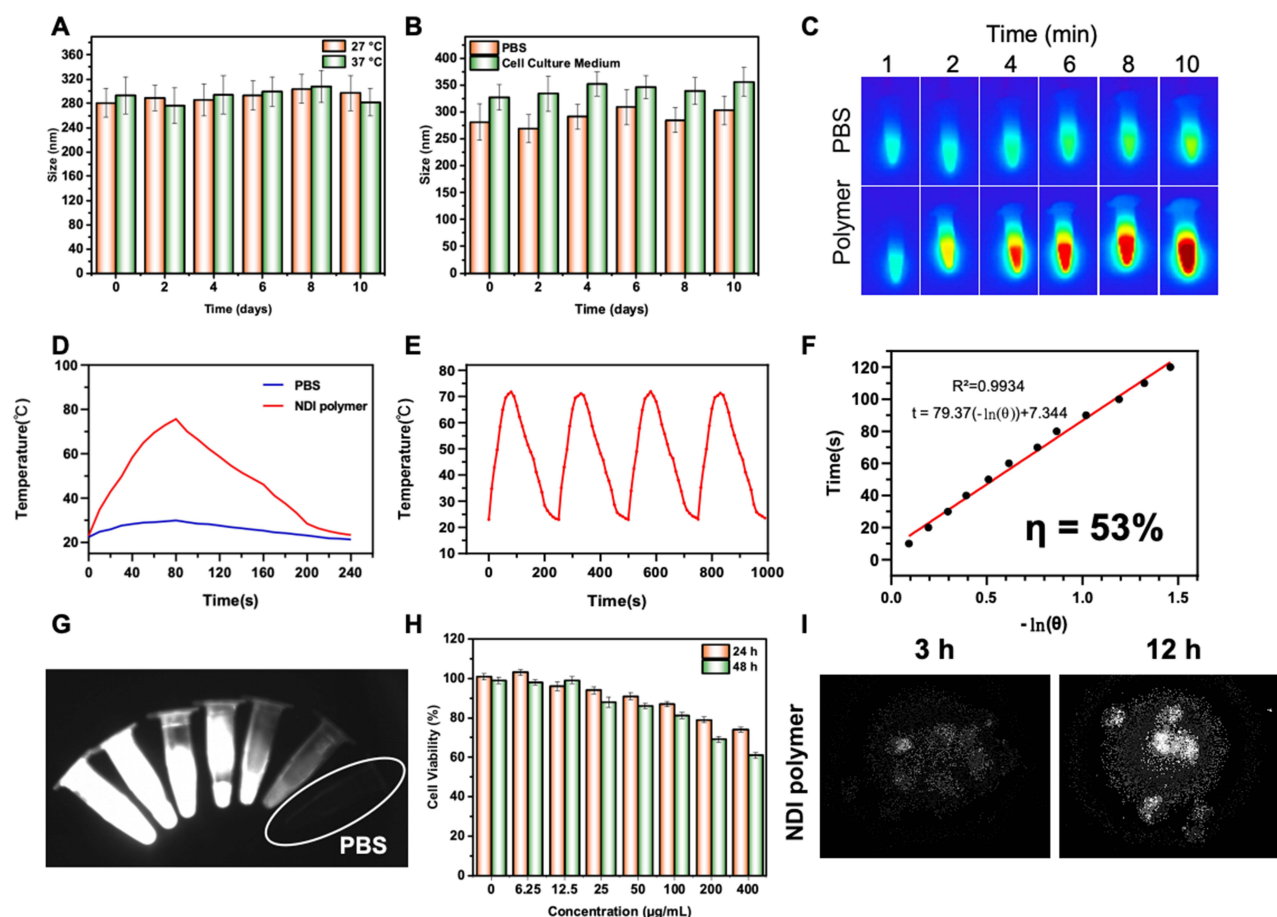 A
360
320
280
240
200
160
120
80
40
0
Size (nm)
27 °C
37 °C
0 2 4 6 8 10
Time (days)
B
400
350
300
250
200
150
100
50
0
Size (nm)
PBS
Cell Culture Medium
0 2 4 6 8 10
Time (days)
C
Time (min)
1 2 4 6 8 10
PBS
Polymer
D
100
80
60
40
20
Temperature(℃)
PBS
NDI polymer
0 40 80 120 160 200 240
Time(s)
E
80
70
60
50
40
30
20
10
Temperature(℃)
0 200 400 600 800 1000
Time(s)
F
120
100
80
60
40
20
0
Time(s)
R²=0.9934
t = 79.37(-ln(θ))+7.344
η = 53%
0.0 0.5 1.0 1.5
-ln(θ)
G
PBS
H
120
100
80
60
40
20
0
Cell Viability (%)
24 h
48 h
0 6.25 12.5 25 50 100 200 400
Concentration (μg/mL)
I
3 h 12 h
NDI polymer